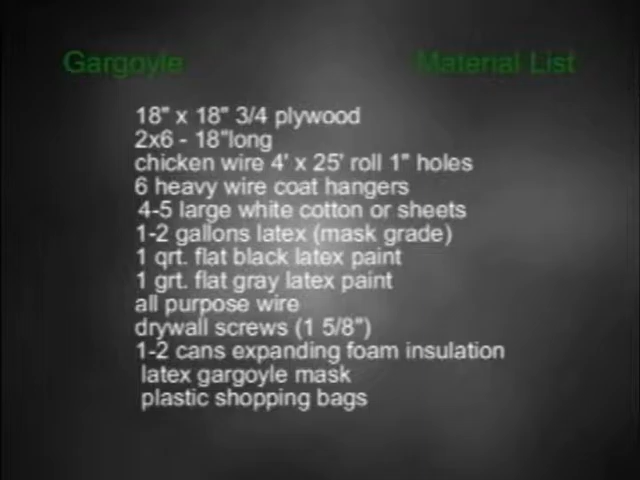 Gargoyle Material List
18" x 18" 3/4 plywood
2x6 - 18"long
chicken wire 4' x 25' roll 1" holes
6 heavy wire coat hangers
4-5 large white cotton or sheets
1-2 gallons latex (mask grade)
1 qrt. flat black latex paint
1 grt. flat gray latex paint
all purpose wire
drywall screws (1 5/8")
1-2 cans expanding foam insulation
latex gargoyle mask
plastic shopping bags